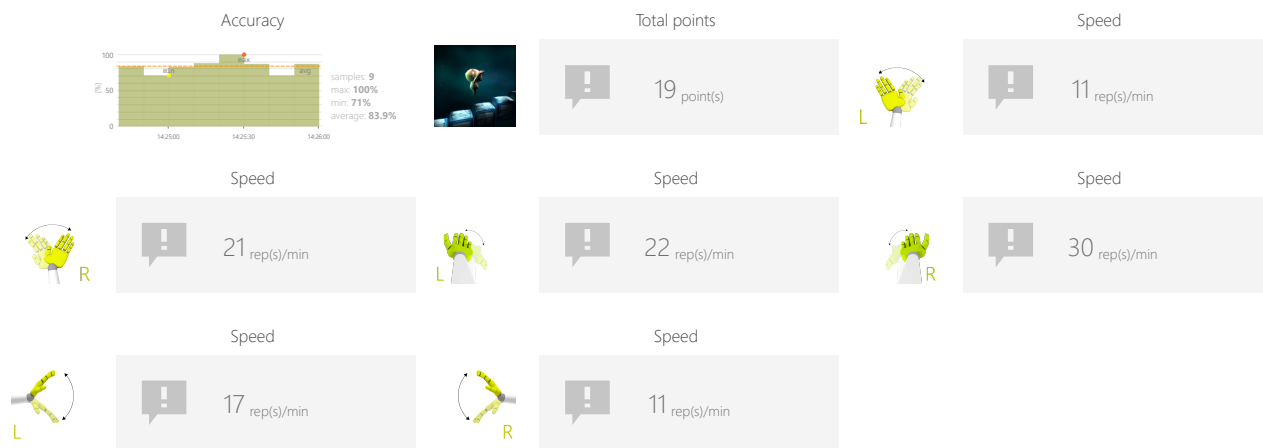 Accuracy
100
50
0
(%)
min
max
avg
14:25:00
14:25:30
14:26:00
samples: 9
max: 100%
min: 71%
average: 83.9%
Total points
19 point(s)
Speed
L
11 rep(s)/min
Speed
R
21 rep(s)/min
Speed
L
22 rep(s)/min
Speed
R
30 rep(s)/min
Speed
L
17 rep(s)/min
Speed
R
11 rep(s)/min